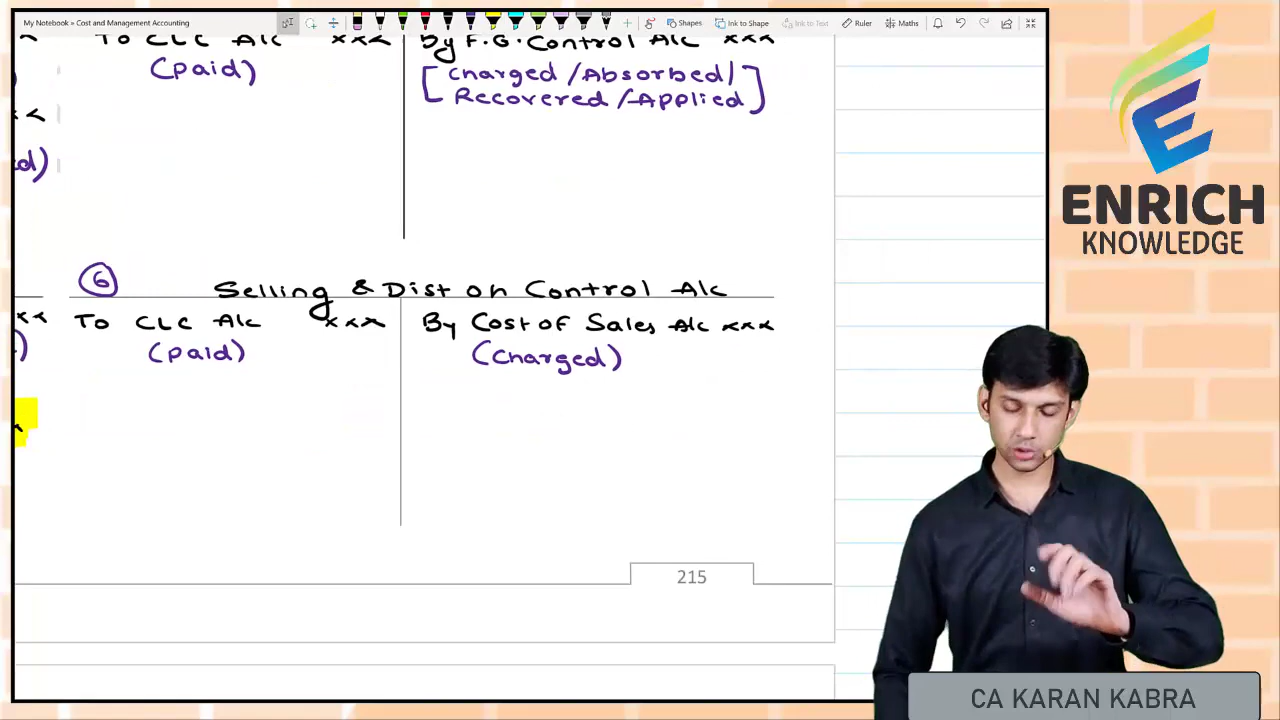 My Notebook » Cost and Management Accounting
Shapes
Ink to Shape
Ink to Text
Ruler
Maths
To CLC A/c xxx
(paid)
By F.G. Control A/c xxx
[Charged/Absorbed/
Recovered/Applied]
6
Selling & Dist OH Control A/c
To CLC A/c xxx
(paid)
By Cost of Sales A/c xxx
(charged)
215
ENRICH
KNOWLEDGE
CA KARAN KABRA